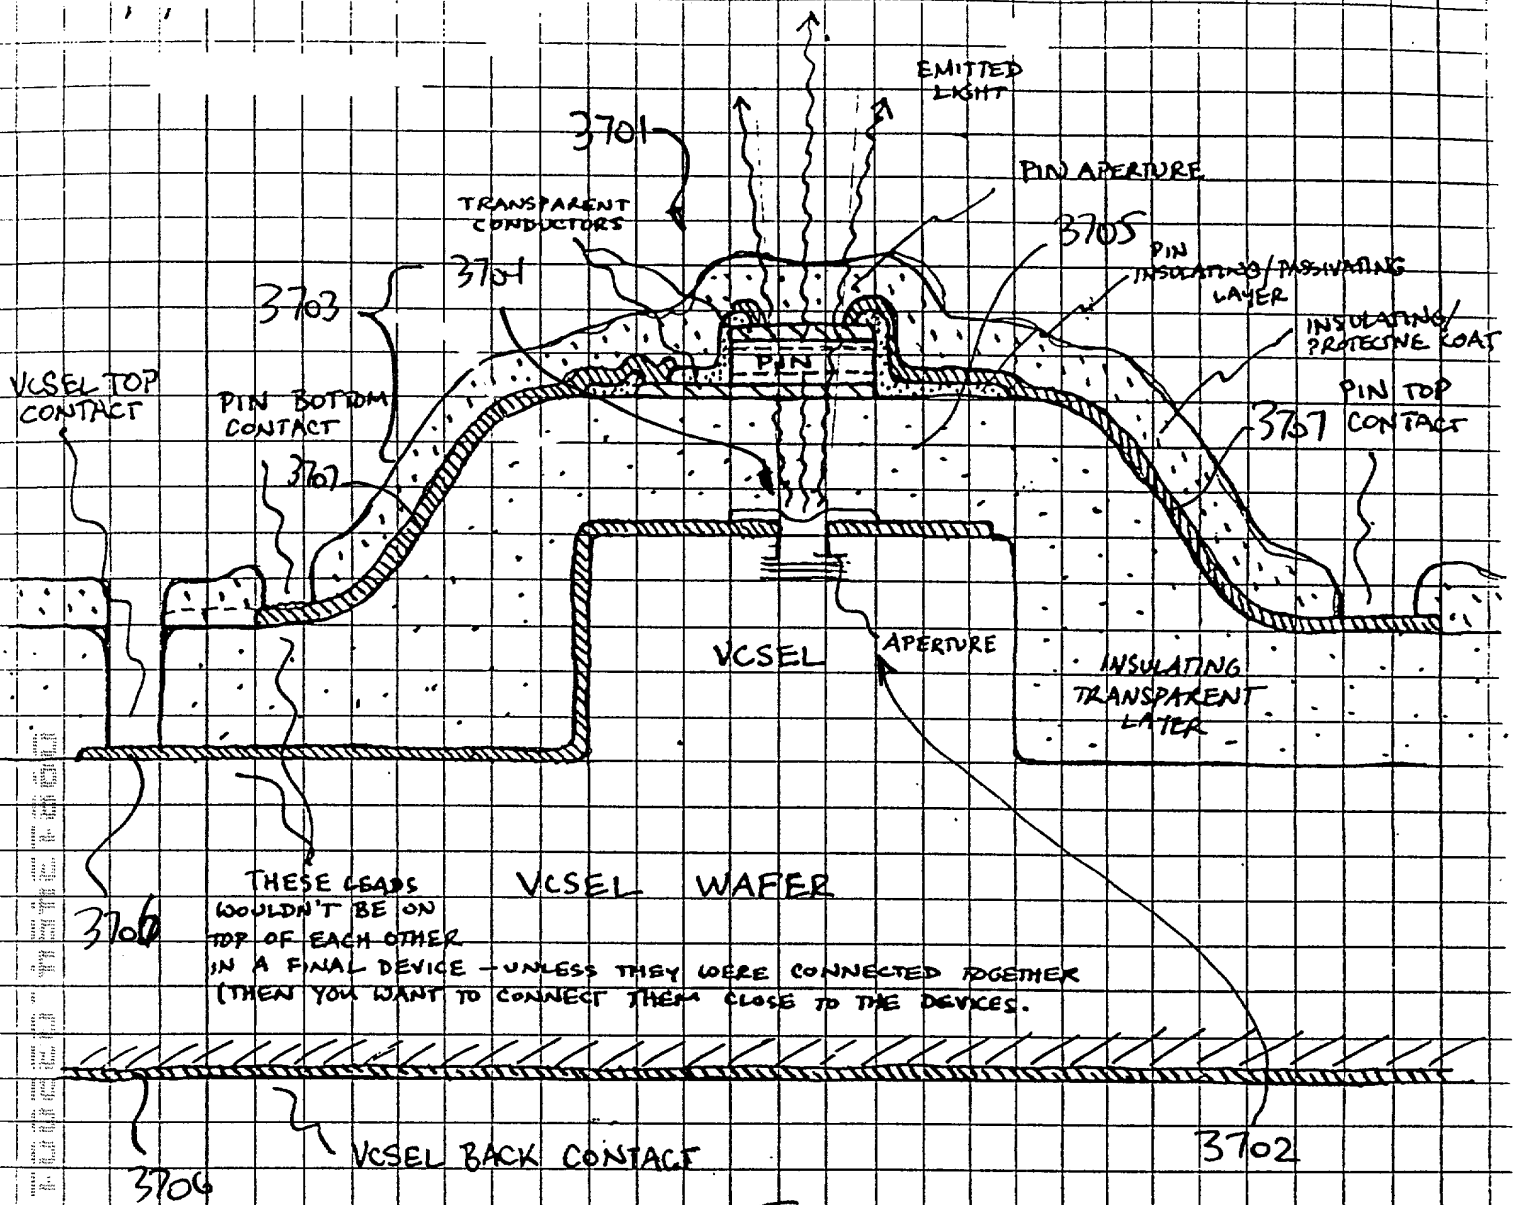 EMITTED
LIGHT
3701
PIN APERTURE
TRANSPARENT
CONDUCTORS
3705
3704
PIN
INSULATING/PASSIVATING
LAYER
3703
INSULATING/
PROTECTIVE COAT
PIN
VCSEL TOP
CONTACT
PIN BOTTOM
CONTACT
PIN TOP
CONTACT
3707
3707
APERTURE
VCSEL
INSULATING
TRANSPARENT
LAYER
THESE LEADS
WOULDN'T BE ON
TOP OF EACH OTHER
IN A FINAL DEVICE - UNLESS THEY WERE CONNECTED TOGETHER
(THEN YOU WANT TO CONNECT THEM CLOSE TO THE DEVICES.
VCSEL WAFER
3706
VCSEL BACK CONTACT
3706
3702